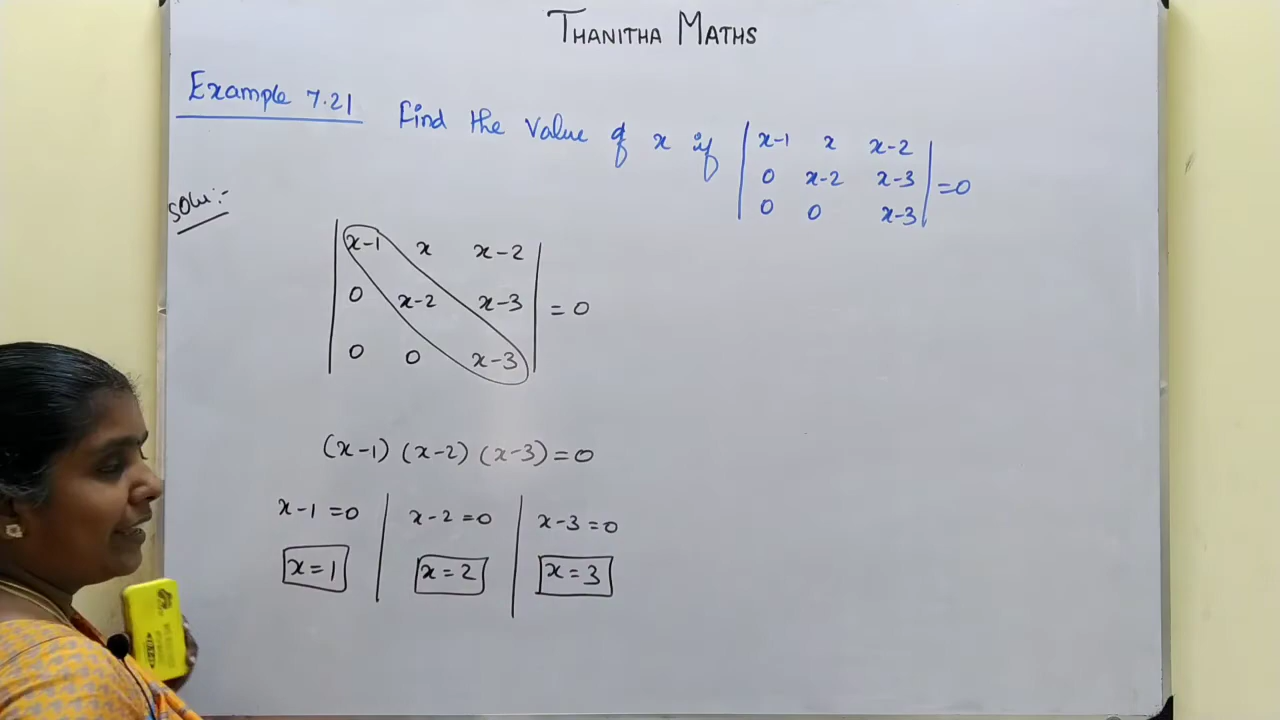 THANITHA MATHS
Example 7.21 Find the Value of x if | x-1 x x-2 |
| 0 x-2 x-3 | =0
| 0 0 x-3 |
Solu:-
| x-1 x x-2 |
| 0 x-2 x-3 | = 0
| 0 0 x-3 |
(x-1) (x-2) (x-3) = 0
x-1 =0 | x-2 =0 | x-3 =0
x=1 | x=2 | x=3